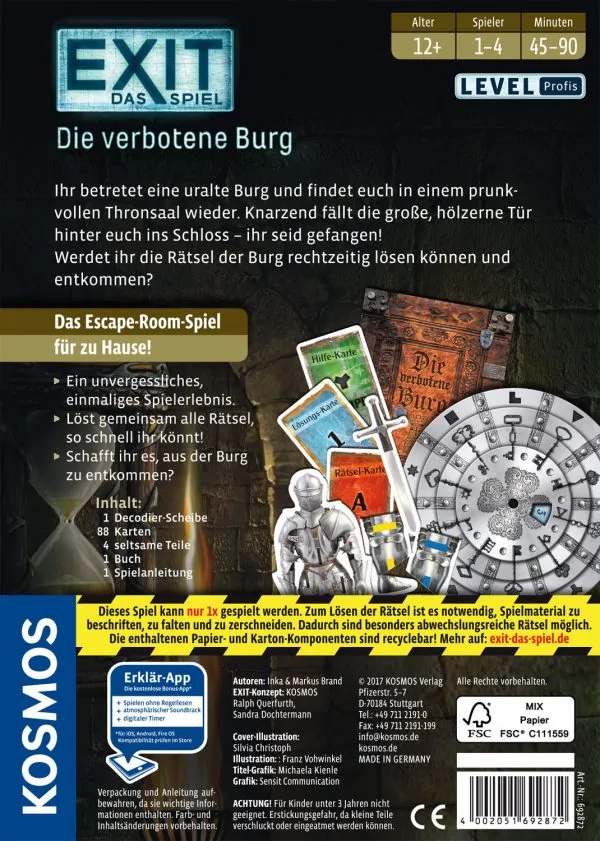 EXIT
DAS SPIEL
Alter
12+
Spieler
1–4
Minuten
45–90
LEVEL Profis
Die verbotene Burg
Ihr betretet eine uralte Burg und findet euch in einem prunk-
vollen Thronsaal wieder. Knarzend fällt die große, hölzerne Tür
hinter euch ins Schloss – ihr seid gefangen!
Werdet ihr die Rätsel der Burg rechtzeitig lösen können und
entkommen?
Das Escape-Room-Spiel
für zu Hause!
Ein unvergessliches,
einmaliges Spielerlebnis.
Löst gemeinsam alle Rätsel,
so schnell ihr könnt!
Schafft ihr es, aus der Burg
zu entkommen?
Inhalt:
1 Decodier-Scheibe
88 Karten
4 seltsame Teile
1 Buch
1 Spielanleitung
Hilfe-Karte
Lösungs-Karte
1
Rätsel-Karte
A
Die
verbotene
Burg
Dieses Spiel kann nur 1x gespielt werden. Zum Lösen der Rätsel ist es notwendig, Spielmaterial zu
beschriften, zu falten und zu zerschneiden. Dadurch sind besonders abwechslungsreiche Rätsel möglich.
Die enthaltenen Papier- und Karton-Komponenten sind recyclebar! Mehr auf: exit-das-spiel.de
KOSMOS
Erklär-App
Die kostenlose Bonus-App*
+ Spielen ohne Regellesen
+ atmosphärischer Soundtrack
+ digitaler Timer
*für iOS, Android, Fire OS
Kompatibilität prüfen im Store
Verpackung und Anleitung auf-
bewahren, da sie wichtige Infor-
mationen enthalten. Farb- und
Inhaltsänderungen vorbehalten.
Autoren: Inka & Markus Brand
EXIT-Konzept: KOSMOS
Ralph Querfurth,
Sandra Dochtermann
Cover-Illustration:
Silvia Christoph
Illustration: : Franz Vohwinkel
Titel-Grafik: Michaela Kienle
Grafik: Sensit Communication
ACHTUNG! Für Kinder unter 3 Jahren nicht
geeignet. Erstickungsgefahr, da kleine Teile
verschluckt oder eingeatmet werden können.
© 2017 KOSMOS Verlag
Pfizerstr. 5–7
D-70184 Stuttgart
Tel.: +49 711 2191-0
Fax: +49 711 2191-199
info@kosmos.de
kosmos.de
MADE IN GERMANY
CE
Alle Rechte vorbehalten.
FSC
MIX
Papier
FSC® C111559
Art.-Nr.: 692872
4 002051 692872